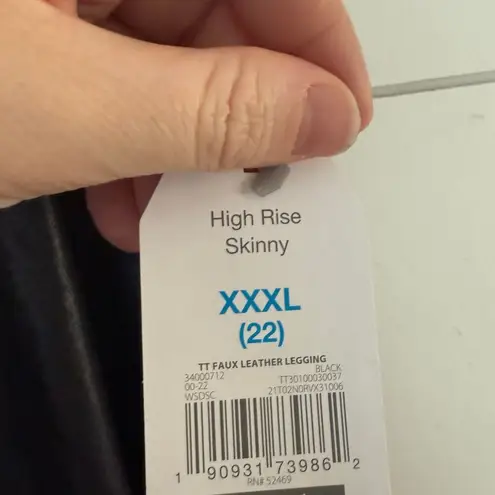 High Rise
Skinny
XXXL
(22)
TT FAUX LEATHER LEGGING
34000712 BLACK
00-22 TT30100030037
WSDSC 21T02N0RVX31006
1 90931 73986 2
RN# 52469